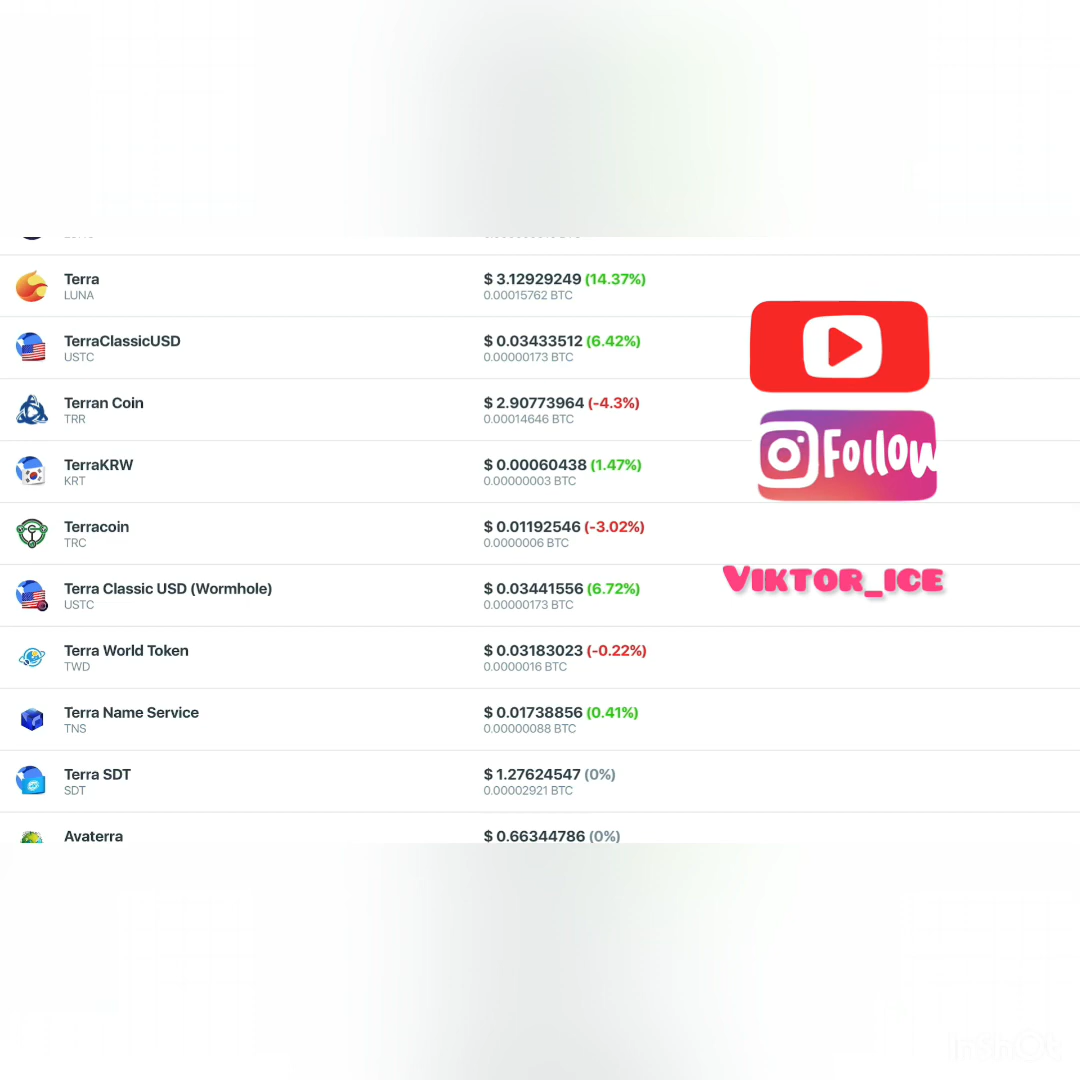 Terra
$ 3.12929249 (14.37%)
LUNA
0.00015762 BTC
TerraClassicUSD
$ 0.03433512 (6.42%)
USTC
0.00000173 BTC
Terran Coin
$ 2.90773964 (-4.3%)
TRR
0.00014646 BTC
TerraKRW
$ 0.00060438 (1.47%)
KRT
0.00000003 BTC
Terracoin
$ 0.01192546 (-3.02%)
TRC
0.0000006 BTC
Terra Classic USD (Wormhole)
$ 0.03441556 (6.72%)
USTC
0.00000173 BTC
Terra World Token
$ 0.03183023 (-0.22%)
TWD
0.0000016 BTC
Terra Name Service
$ 0.01738856 (0.41%)
TNS
0.00000088 BTC
Terra SDT
$ 1.27624547 (0%)
SDT
0.00002921 BTC
Avaterra
$ 0.66344786 (0%)
Follow
Viktor_ice
InShOt